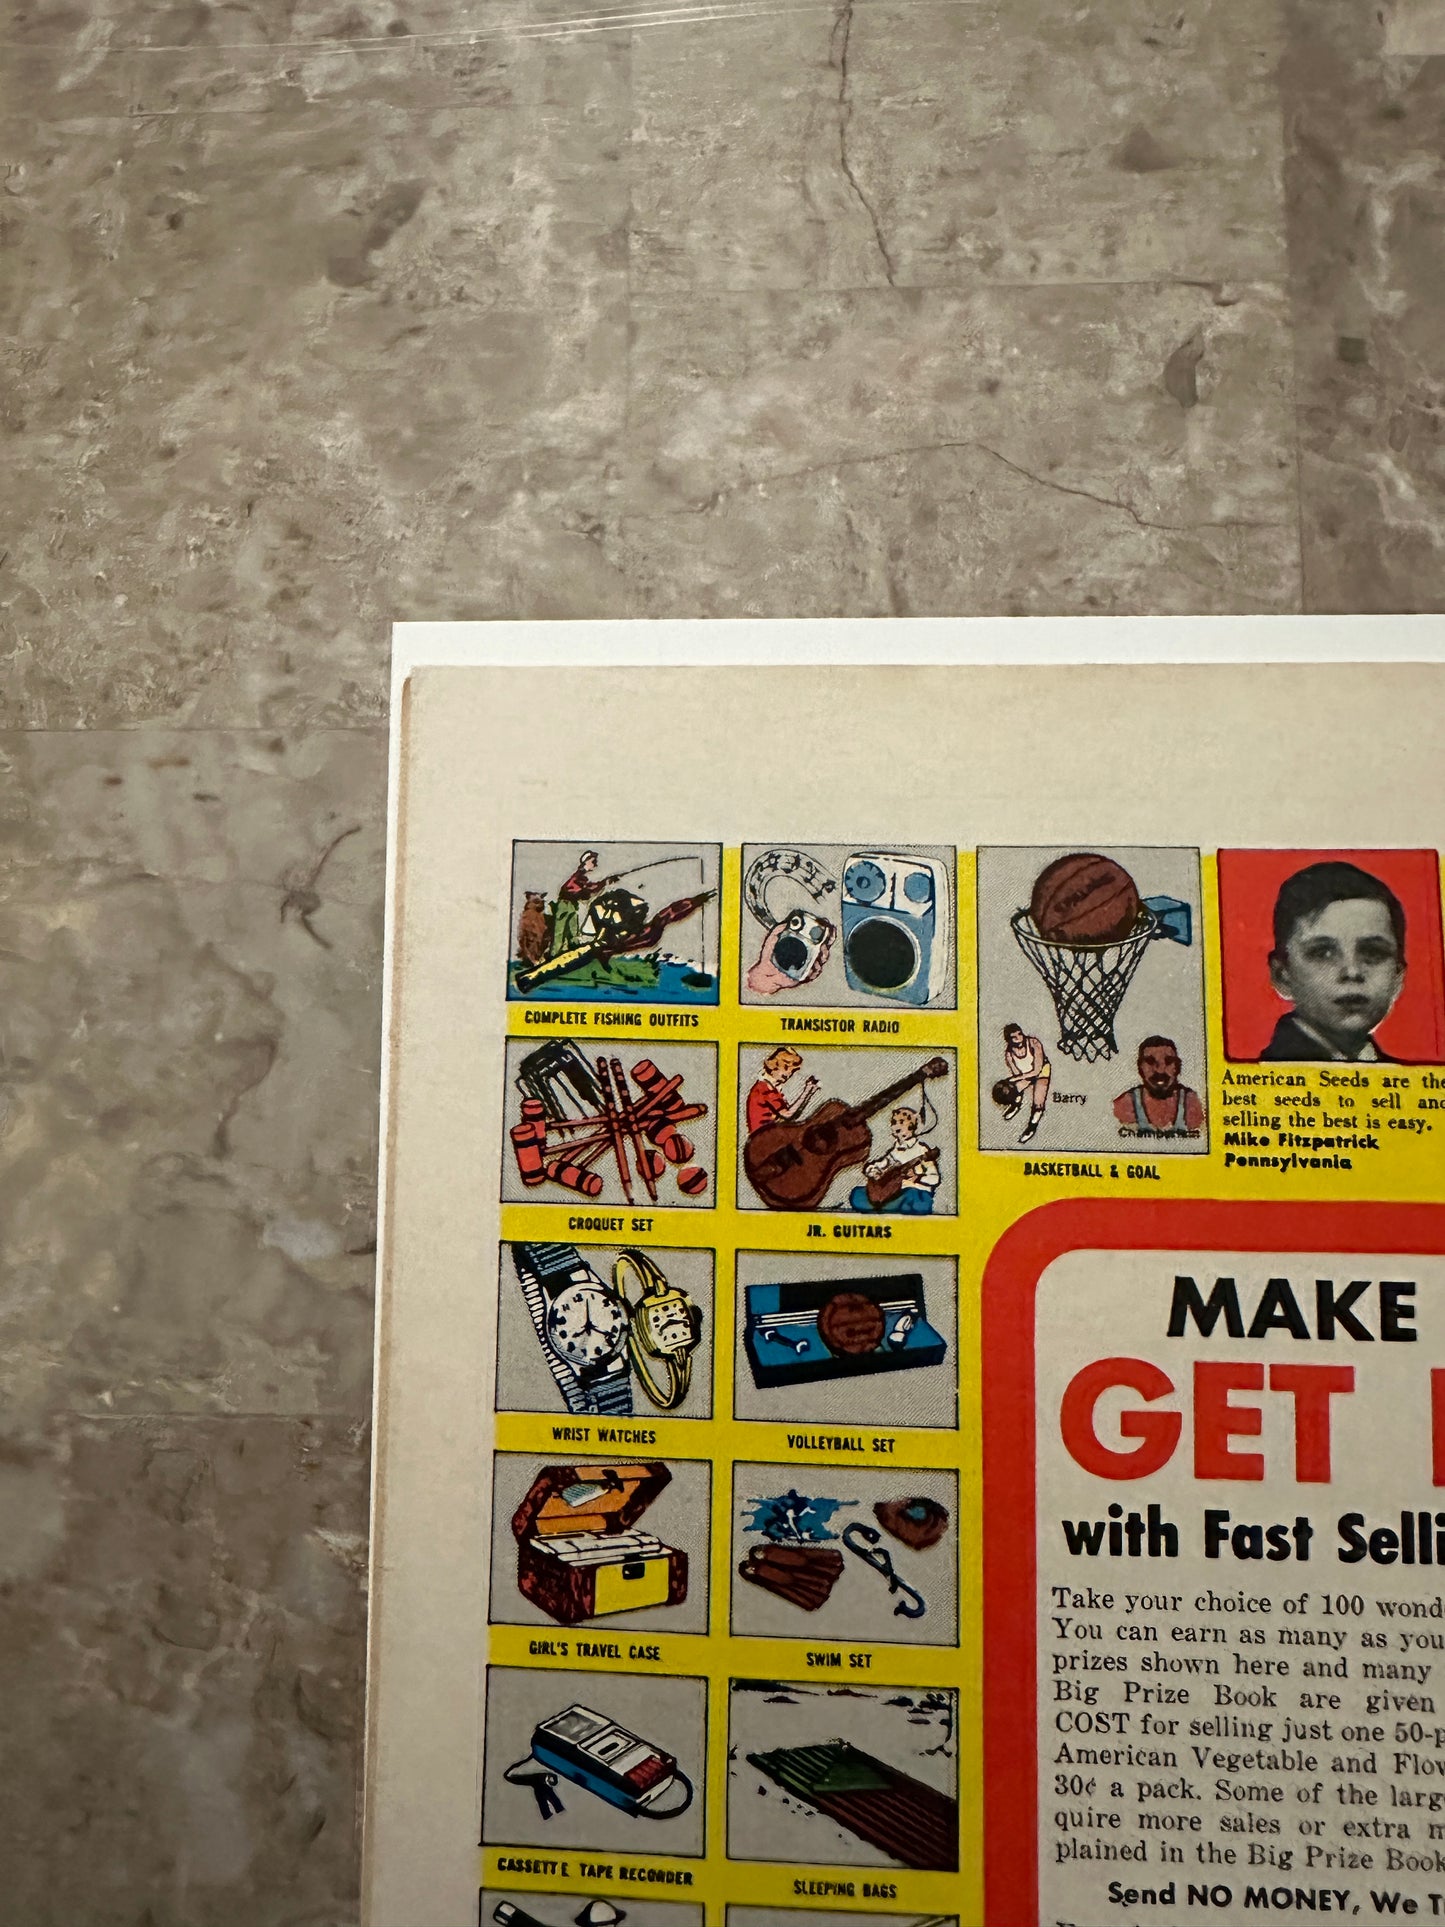 COMPLETE FISHING OUTFITS
TRANSISTOR RADIO
SPALDING
Barry
Chamberlain
BASKETBALL & GOAL
American Seeds are the
best seeds to sell and
selling the best is easy.
Mike Fitzpatrick
Pennsylvania
CROQUET SET
JR. GUITARS
WRIST WATCHES
VOLLEYBALL SET
GIRL'S TRAVEL CASE
SWIM SET
CASSETTE TAPE RECORDER
SLEEPING BAGS
MAKE
GET
with Fast Selli
Take your choice of 100 wond
You can earn as many as you
prizes shown here and many
Big Prize Book are given
COST for selling just one 50-p
American Vegetable and Flow
30¢ a pack. Some of the large
quire more sales or extra m
plained in the Big Prize Book
Send NO MONEY, We T